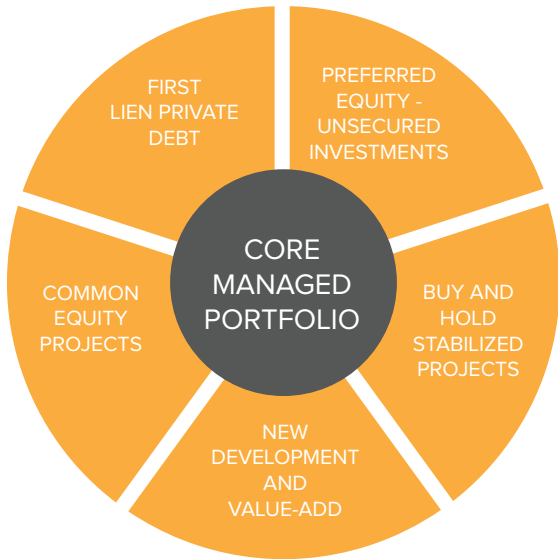 FIRST
LIEN PRIVATE
DEBT
PREFERRED
EQUITY -
UNSECURED
INVESTMENTS
CORE
MANAGED
PORTFOLIO
COMMON
EQUITY
PROJECTS
BUY AND
HOLD
STABILIZED
PROJECTS
NEW
DEVELOPMENT
AND
VALUE-ADD